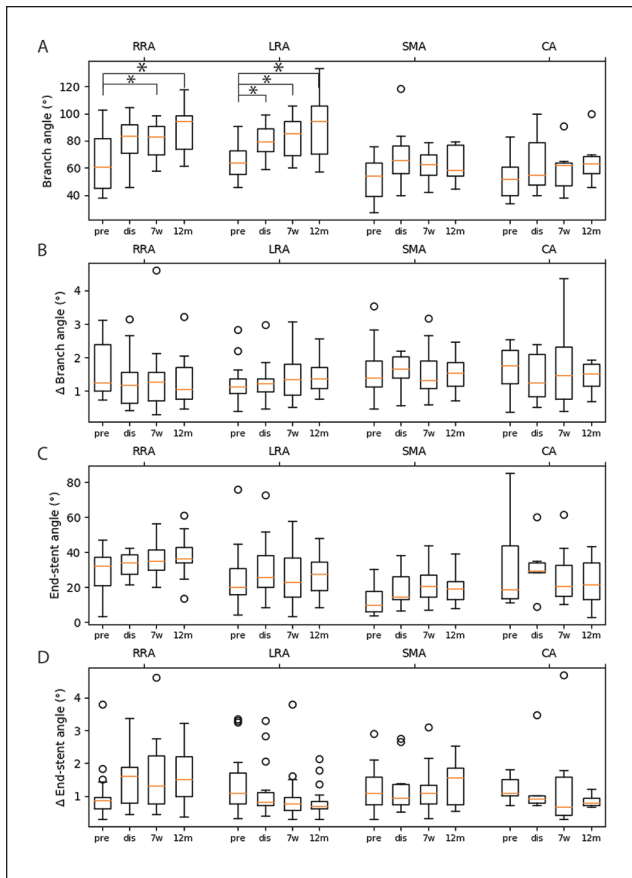 A
RRA LRA SMA CA
* * * * *
Branch angle (°)
120
100
80
60
40
pre dis 7w 12m pre dis 7w 12m pre dis 7w 12m pre dis 7w 12m
B
RRA LRA SMA CA
Δ Branch angle (°)
4
3
2
1
pre dis 7w 12m pre dis 7w 12m pre dis 7w 12m pre dis 7w 12m
C
RRA LRA SMA CA
End-stent angle (°)
80
60
40
20
0
pre dis 7w 12m pre dis 7w 12m pre dis 7w 12m pre dis 7w 12m
D
RRA LRA SMA CA
Δ End-stent angle (°)
4
3
2
1
pre dis 7w 12m pre dis 7w 12m pre dis 7w 12m pre dis 7w 12m